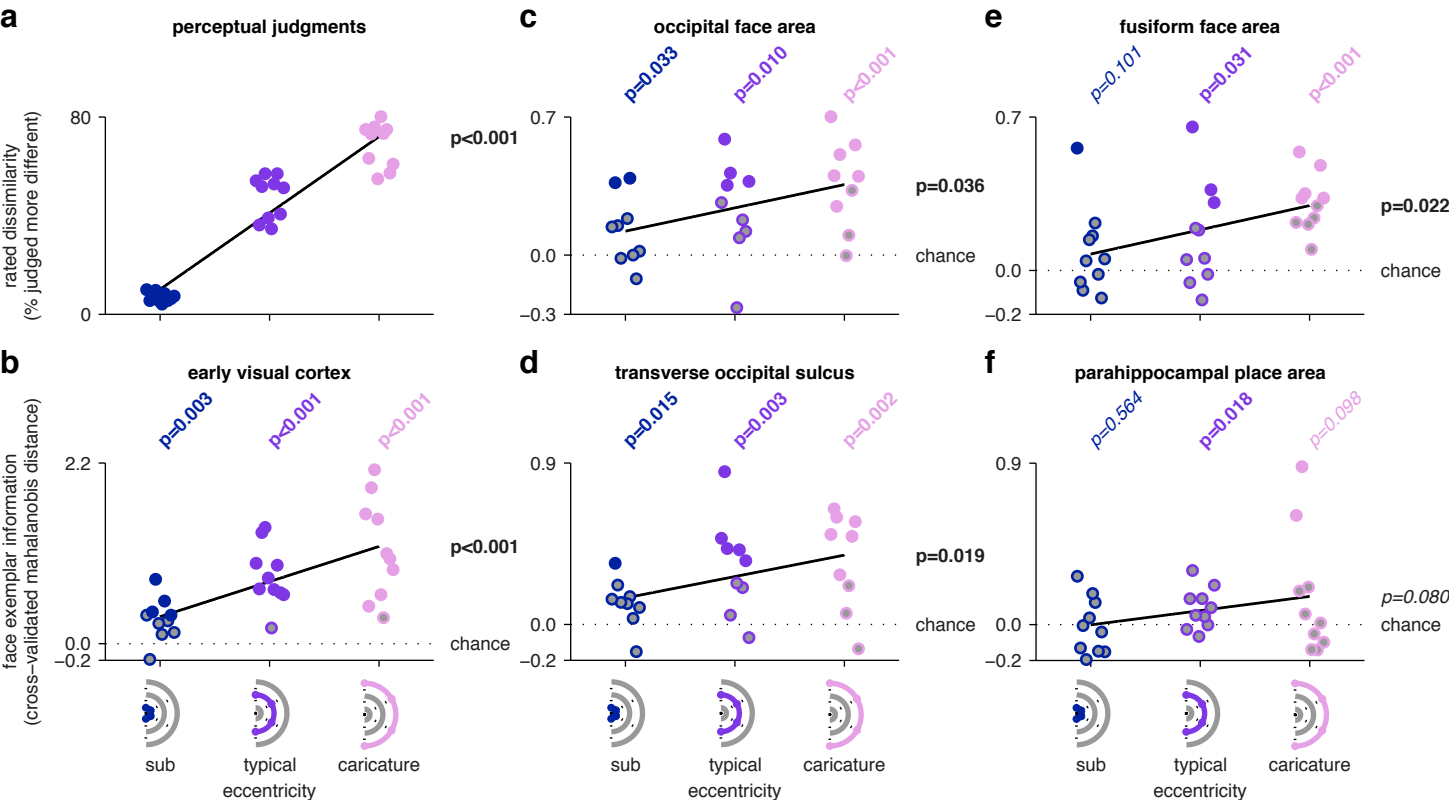 a
perceptual judgments
rated dissimilarity
(% judged more different)
80
0
p<0.001
c
occipital face area
p=0.033
p=0.010
p<0.001
0.7
0.0
−0.3
p=0.036
chance
e
fusiform face area
p=0.101
p=0.031
p<0.001
0.7
0.0
−0.2
p=0.022
chance
b
early visual cortex
p=0.003
p<0.001
p<0.001
face exemplar information
(cross−validated mahalanobis distance)
2.2
0.0
−0.2
p<0.001
chance
sub
typical
caricature
eccentricity
d
transverse occipital sulcus
p=0.015
p=0.003
p=0.002
0.9
0.0
−0.2
p=0.019
chance
sub
typical
caricature
eccentricity
f
parahippocampal place area
p=0.564
p=0.018
p=0.098
0.9
0.0
−0.2
p=0.080
chance
sub
typical
caricature
eccentricity